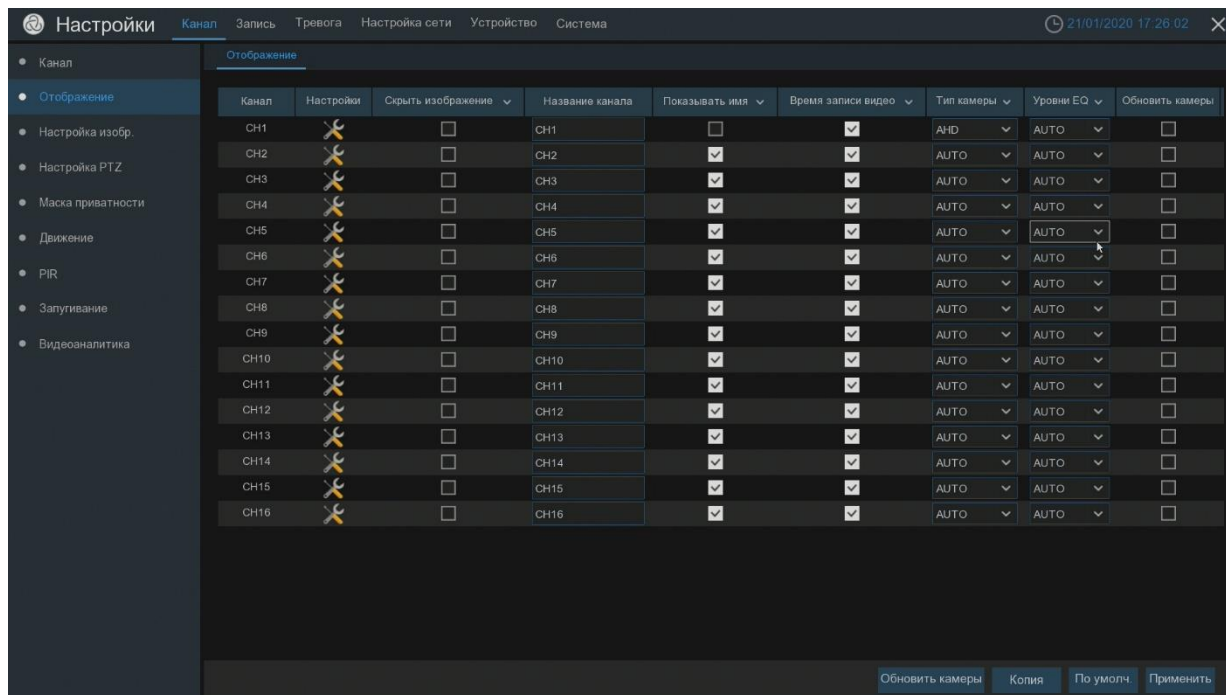 Настройки Канал Запись Тревога Настройка сети Устройство Система 21/01/2020 17:26:02
Канал
Отображение
Настройка изобр.
Настройка PTZ
Маска приватности
Движение
PIR
Запугивание
Видеоаналитика
Отображение
Канал Настройки Скрыть изображение Название канала Показывать имя Время записи видео Тип камеры Уровни EQ Обновить камеры
CH1 CH1 AHD AUTO
CH2 CH2 AUTO AUTO
CH3 CH3 AUTO AUTO
CH4 CH4 AUTO AUTO
CH5 CH5 AUTO AUTO
CH6 CH6 AUTO AUTO
CH7 CH7 AUTO AUTO
CH8 CH8 AUTO AUTO
CH9 CH9 AUTO AUTO
CH10 CH10 AUTO AUTO
CH11 CH11 AUTO AUTO
CH12 CH12 AUTO AUTO
CH13 CH13 AUTO AUTO
CH14 CH14 AUTO AUTO
CH15 CH15 AUTO AUTO
CH16 CH16 AUTO AUTO
Обновить камеры Копия По умолч. Применить